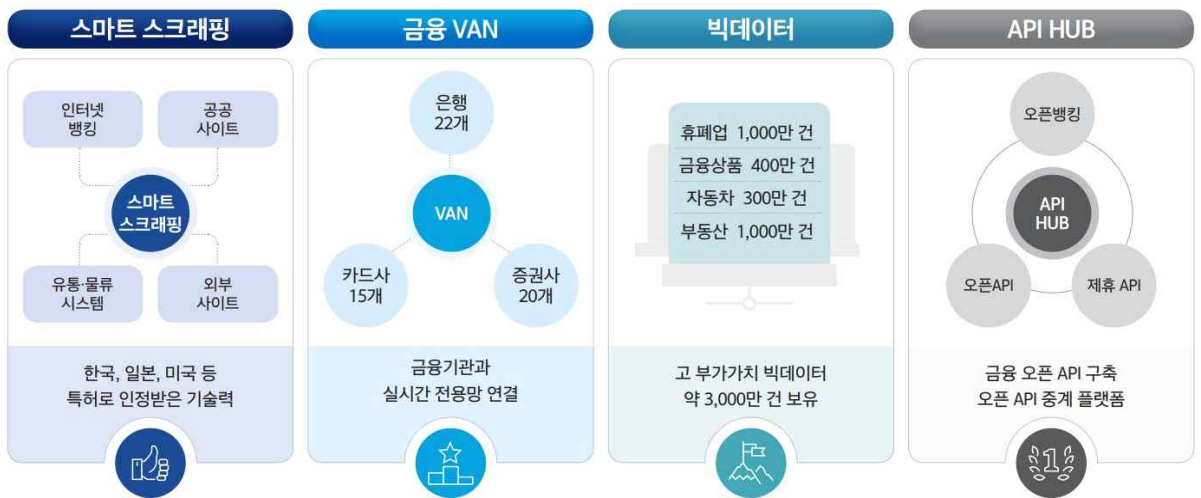 스마트 스크래핑
인터넷
뱅킹
공공
사이트
스마트
스크래핑
유통·물류
시스템
외부
사이트
한국, 일본, 미국 등
특허로 인정받은 기술력
금융 VAN
은행
22개
VAN
카드사
15개
증권사
20개
금융기관과
실시간 전용망 연결
빅데이터
휴폐업 1,000만 건
금융상품 400만 건
자동차 300만 건
부동산 1,000만 건
고 부가가치 빅데이터
약 3,000만 건 보유
API HUB
오픈뱅킹
API
HUB
오픈API
제휴 API
금융 오픈 API 구축
오픈 API 중계 플랫폼
1